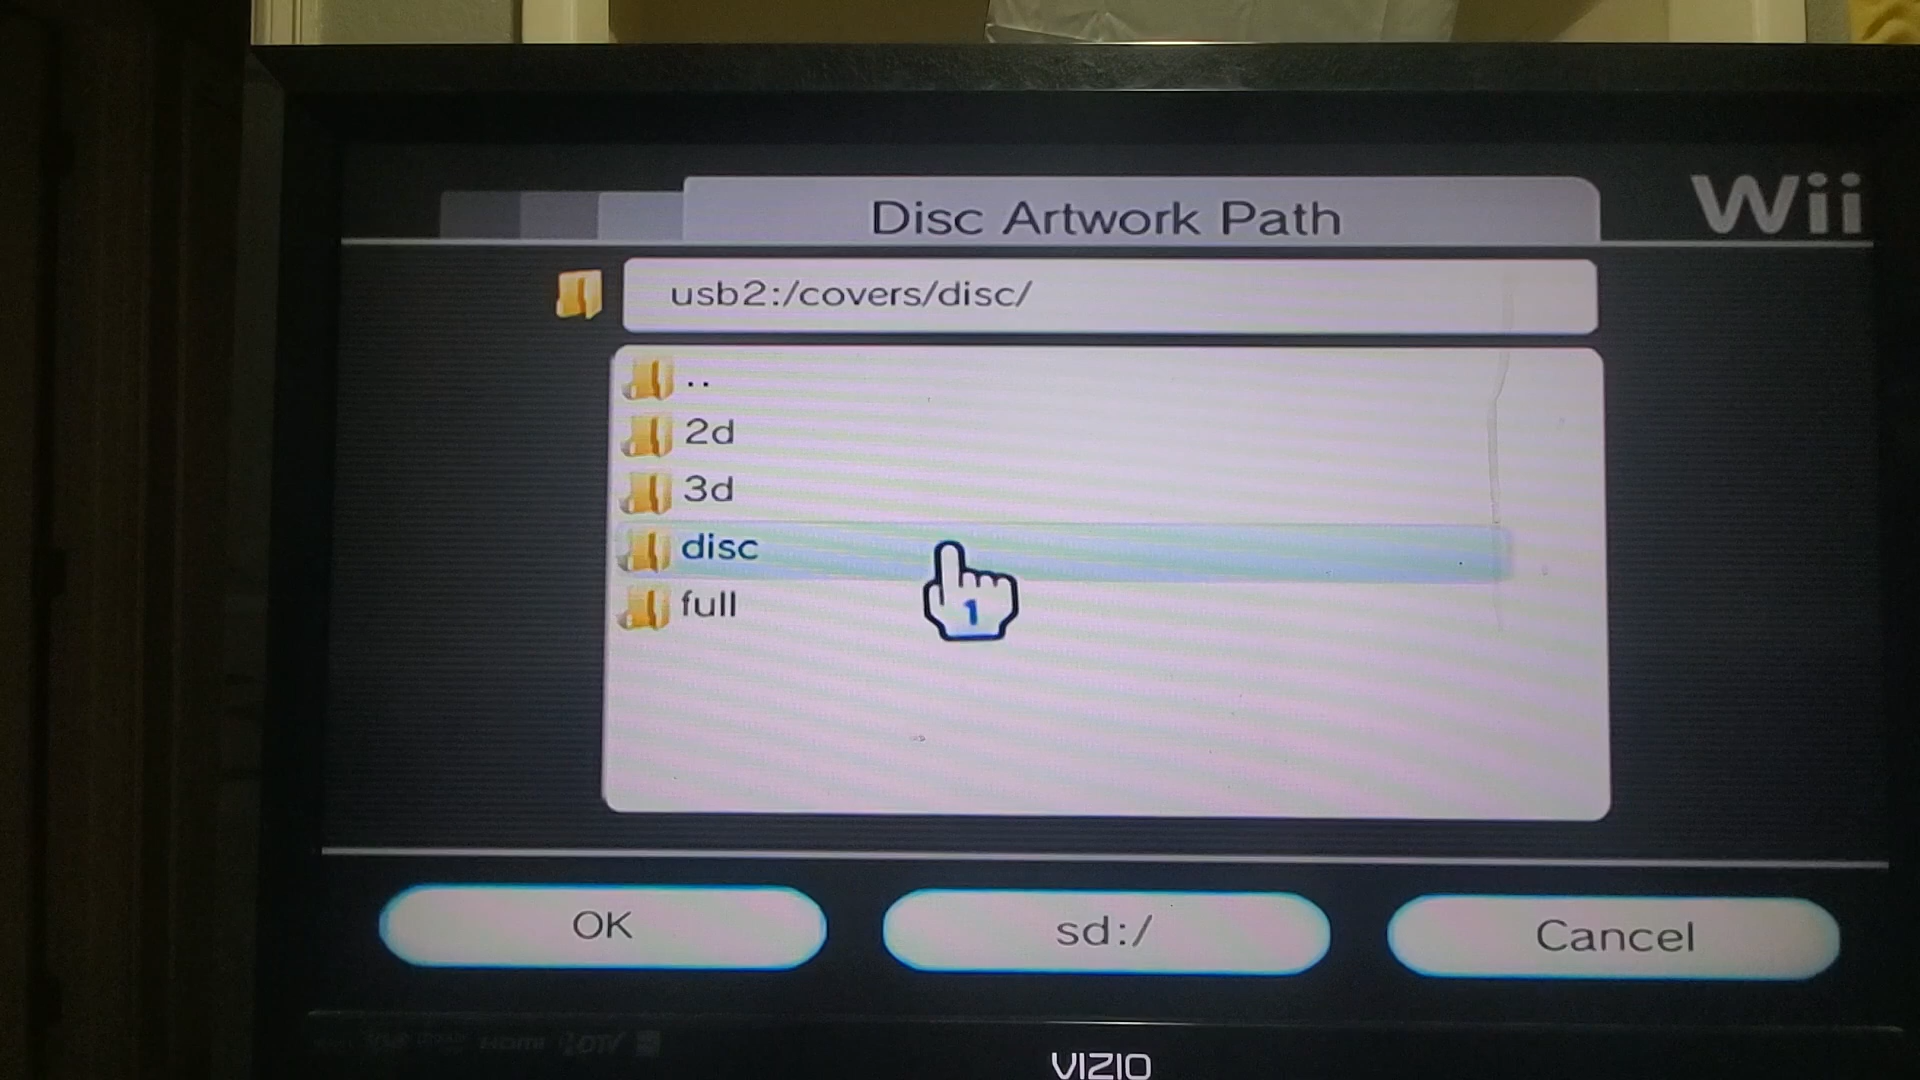 Disc Artwork Path
Wii
usb2:/covers/disc/
..
2d
3d
disc
1
full
OK
sd:/
Cancel
VIZIO